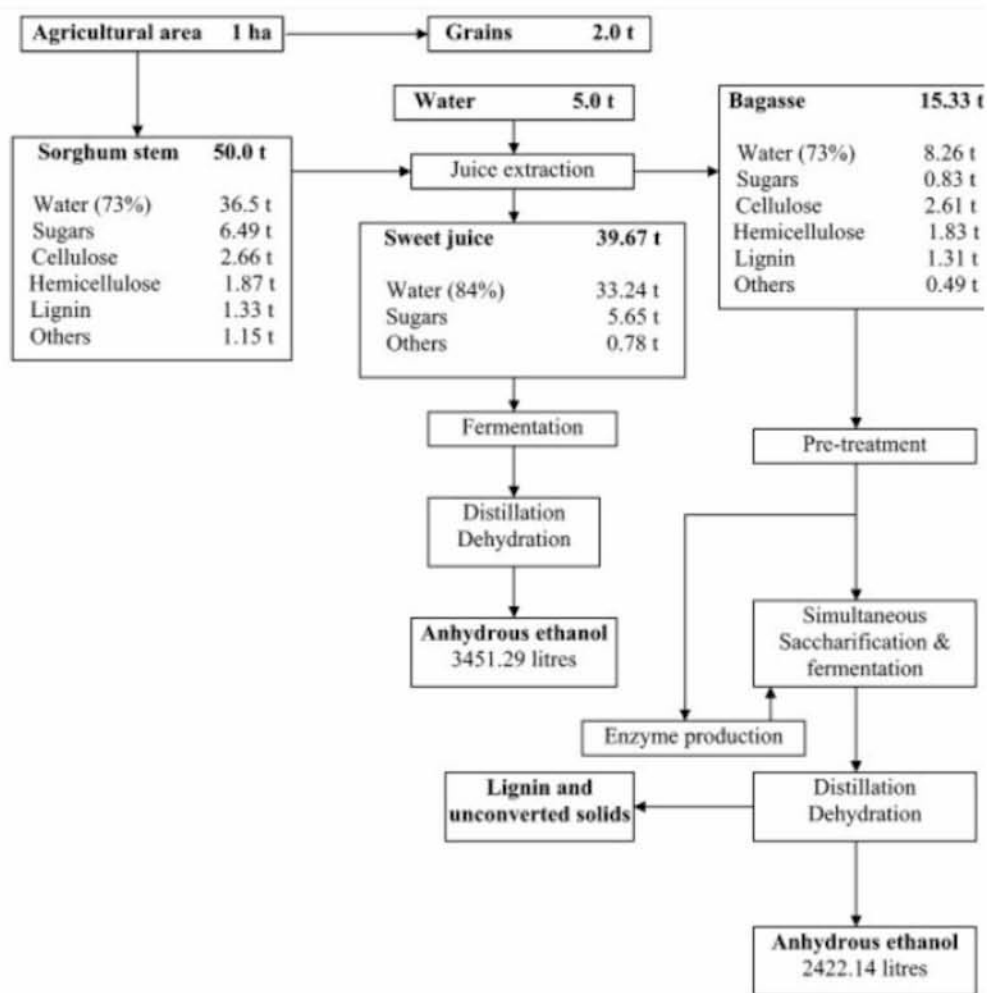 Agricultural area 1 ha
Grains 2.0 t
Water 5.0 t
Sorghum stem 50.0 t
Water (73%) 36.5 t
Sugars 6.49 t
Cellulose 2.66 t
Hemicellulose 1.87 t
Lignin 1.33 t
Others 1.15 t
Juice extraction
Bagasse 15.33 t
Water (73%) 8.26 t
Sugars 0.83 t
Cellulose 2.61 t
Hemicellulose 1.83 t
Lignin 1.31 t
Others 0.49 t
Sweet juice 39.67 t
Water (84%) 33.24 t
Sugars 5.65 t
Others 0.78 t
Fermentation
Distillation
Dehydration
Anhydrous ethanol
3451.29 litres
Pre-treatment
Simultaneous
Saccharification &
fermentation
Enzyme production
Distillation
Dehydration
Lignin and
unconverted solids
Anhydrous ethanol
2422.14 litres